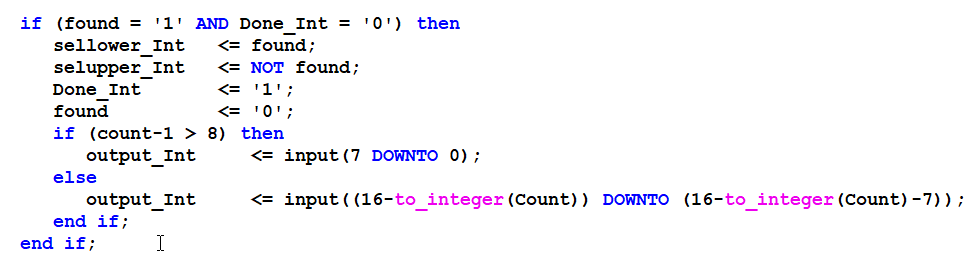 if (found = '1' AND Done_Int = '0') then
sellower_Int <= found;
selupper_Int <= NOT found;
Done_Int <= '1';
found <= '0';
if (count-1 > 8) then
output_Int <= input(7 DOWNTO 0);
else
output_Int <= input((16-to_integer(Count)) DOWNTO (16-to_integer(Count)-7));
end if;
end if;